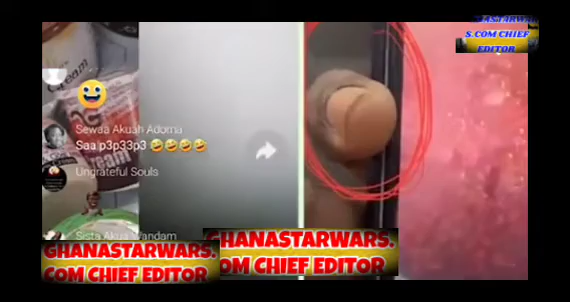 Cream
Sewaa Akuah Adoma
Saa p3p33p3 🤣🤣🤣🤣
Ungrateful Souls
Sista Akua Wandam
GHANASTARWARS.
COM CHIEF EDITOR
GHANASTARWARS.
COM CHIEF EDITOR
S.COM CHIEF
EDITOR